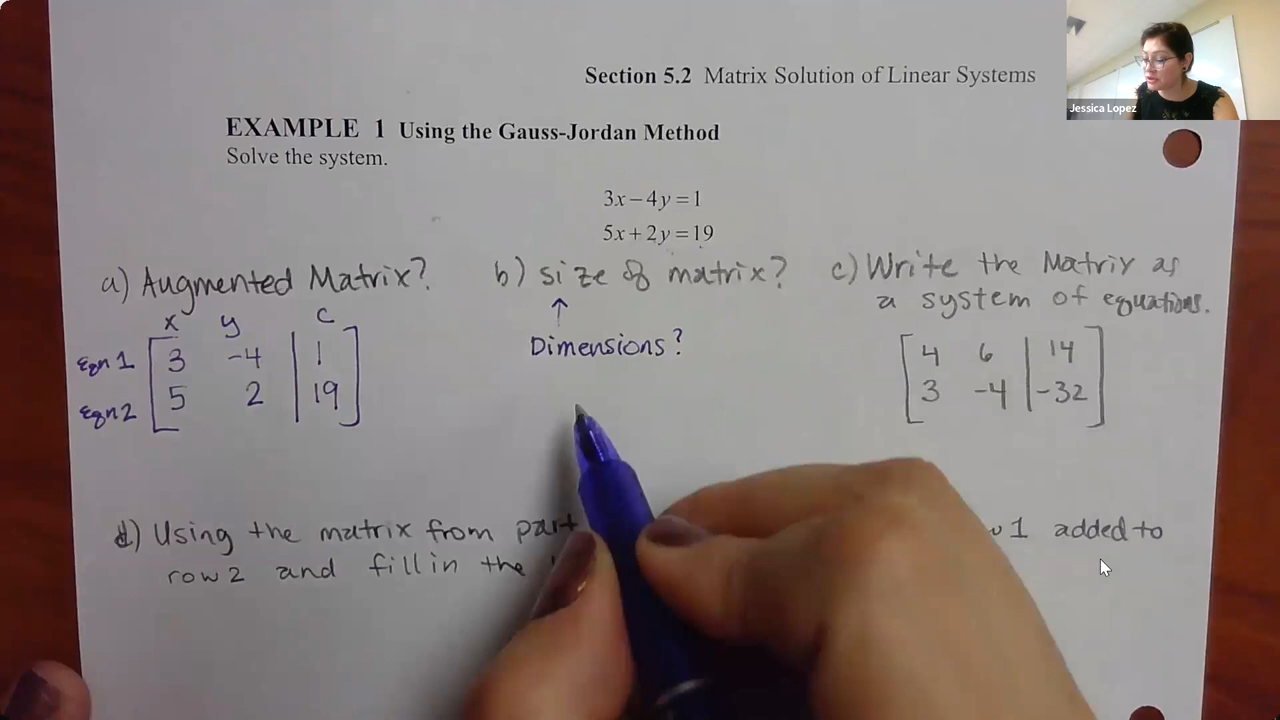 Jessica Lopez
Section 5.2 Matrix Solution of Linear Systems
EXAMPLE 1 Using the Gauss-Jordan Method
Solve the system.
3x − 4y = 1
5x + 2y = 19
a) Augmented Matrix?
x y c
Eqn 1 3 -4 1
Eqn 2 5 2 19
b) size of matrix?
↑
Dimensions?
c) Write the Matrix as
a system of equations.
4 6 14
3 -4 -32
d) Using the matrix from part
1 added to
row 2 and fill in the